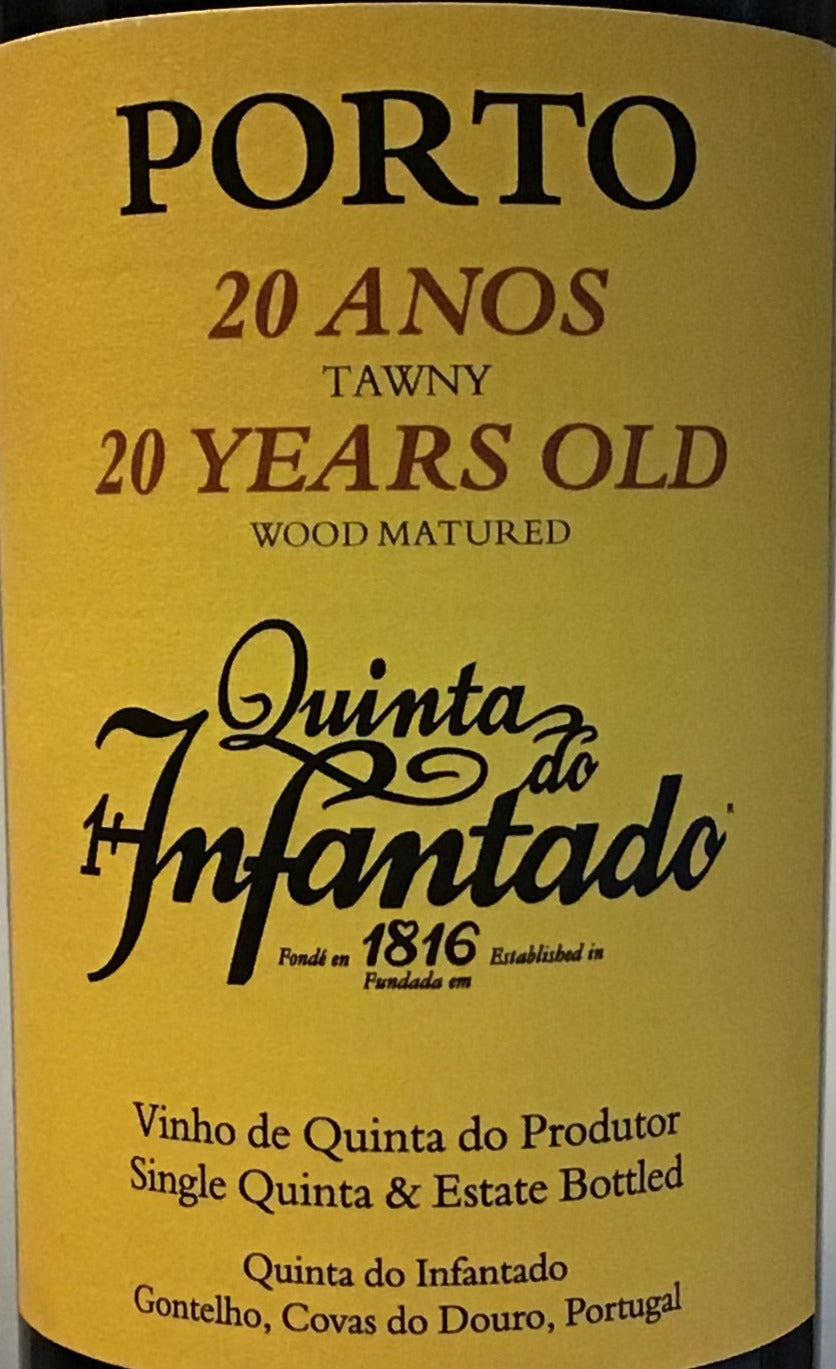 PORTO
20 ANOS
TAWNY
20 YEARS OLD
WOOD MATURED
Quinta
do
Infantado
Fondé en 1816 Established in
Fundada em
Vinho de Quinta do Produtor
Single Quinta & Estate Bottled
Quinta do Infantado
Gontelho, Covas do Douro, Portugal